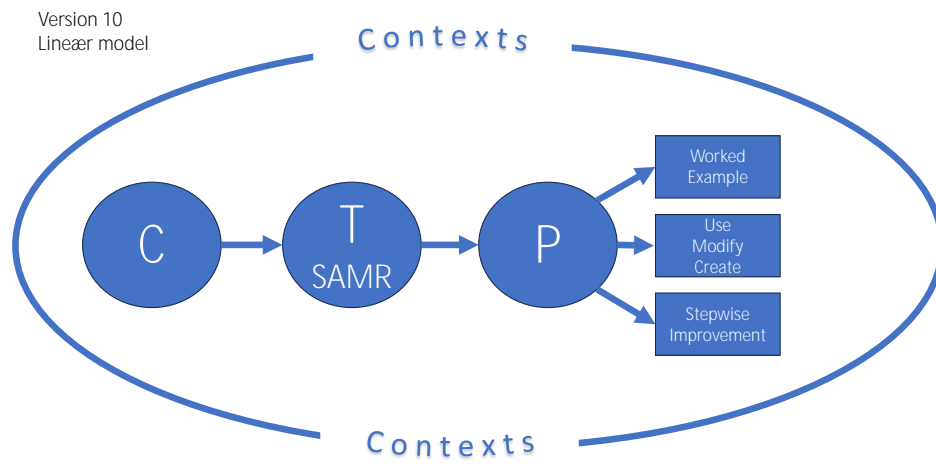 Version 10
Lineær model
Contexts
C
T
SAMR
P
Worked
Example
Use
Modify
Create
Stepwise
Improvement
Contexts